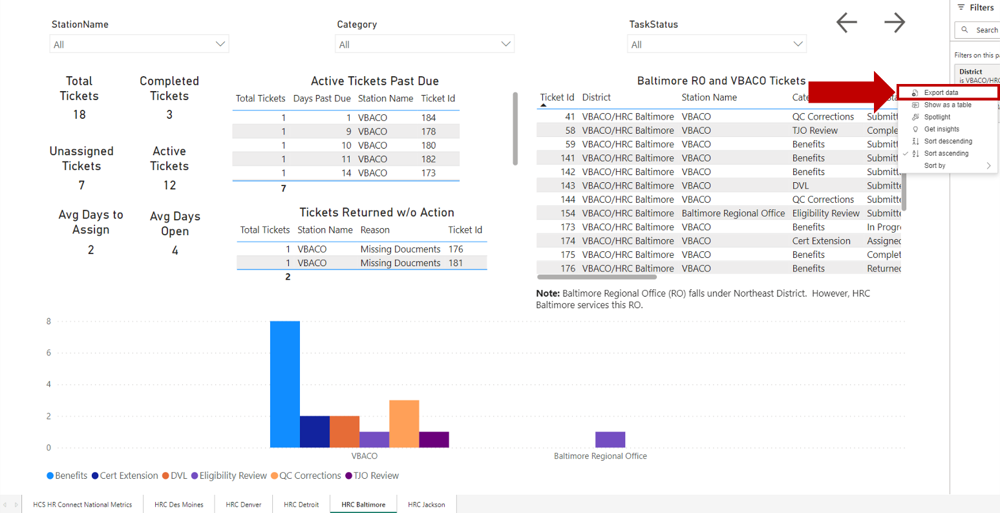 StationName
All
Category
All
TaskStatus
All
Filters
Search
Filters on this pa
District
is VBACO/HRC
Total
Tickets
18
Completed
Tickets
3
Unassigned
Tickets
7
Active
Tickets
12
Avg Days to
Assign
2
Avg Days
Open
4
Active Tickets Past Due
Total Tickets Days Past Due Station Name Ticket Id
1 1 VBACO 184
1 9 VBACO 178
1 10 VBACO 180
1 11 VBACO 182
1 14 VBACO 173
7
Tickets Returned w/o Action
Total Tickets Station Name Reason Ticket Id
1 VBACO Missing Doucments 176
1 VBACO Missing Doucments 181
2
Baltimore RO and VBACO Tickets
Ticket Id District Station Name Cate
41 VBACO/HRC Baltimore VBACO QC Corrections Submitt
58 VBACO/HRC Baltimore VBACO TJO Review Comple
59 VBACO/HRC Baltimore VBACO Benefits Submitt
141 VBACO/HRC Baltimore VBACO Benefits Submitt
142 VBACO/HRC Baltimore VBACO Benefits Submitt
143 VBACO/HRC Baltimore VBACO DVL Submitte
144 VBACO/HRC Baltimore VBACO QC Corrections Submitte
154 VBACO/HRC Baltimore Baltimore Regional Office Eligibility Review Submitte
173 VBACO/HRC Baltimore VBACO Benefits In Progr
174 VBACO/HRC Baltimore VBACO Cert Extension Assigned
175 VBACO/HRC Baltimore VBACO Benefits Complet
176 VBACO/HRC Baltimore VBACO Benefits Returned
Export data
Show as a table
Spotlight
Get insights
Sort descending
Sort ascending
Sort by
Note: Baltimore Regional Office (RO) falls under Northeast District. However, HRC
Baltimore services this RO.
8
6
4
2
0
VBACO
Baltimore Regional Office
Benefits Cert Extension DVL Eligibility Review QC Corrections TJO Review
HCS HR Connect National Metrics HRC Des Moines HRC Denver HRC Detroit HRC Baltimore HRC Jackson